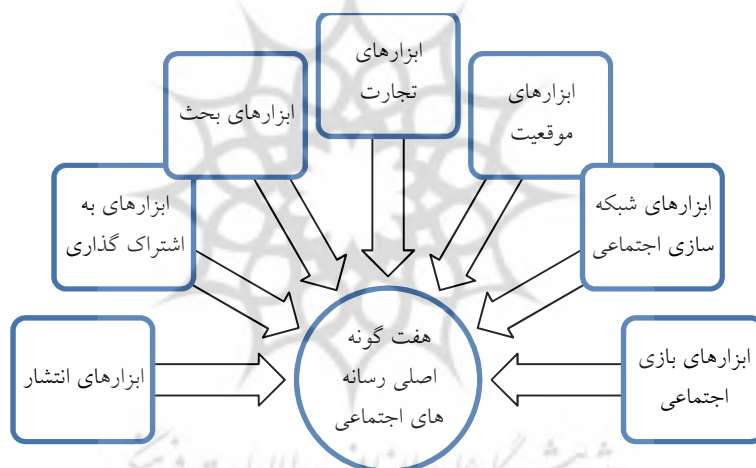 ابزارهای
تجارت
ابزارهای
موقعیت
ابزارهای بحث
ابزارهای شبکه
سازی اجتماعی
ابزارهای به
اشتراک گذاری
ابزارهای بازی
اجتماعی
ابزارهای انتشار
هفت گونه
اصلی رسانه
های اجتماعی